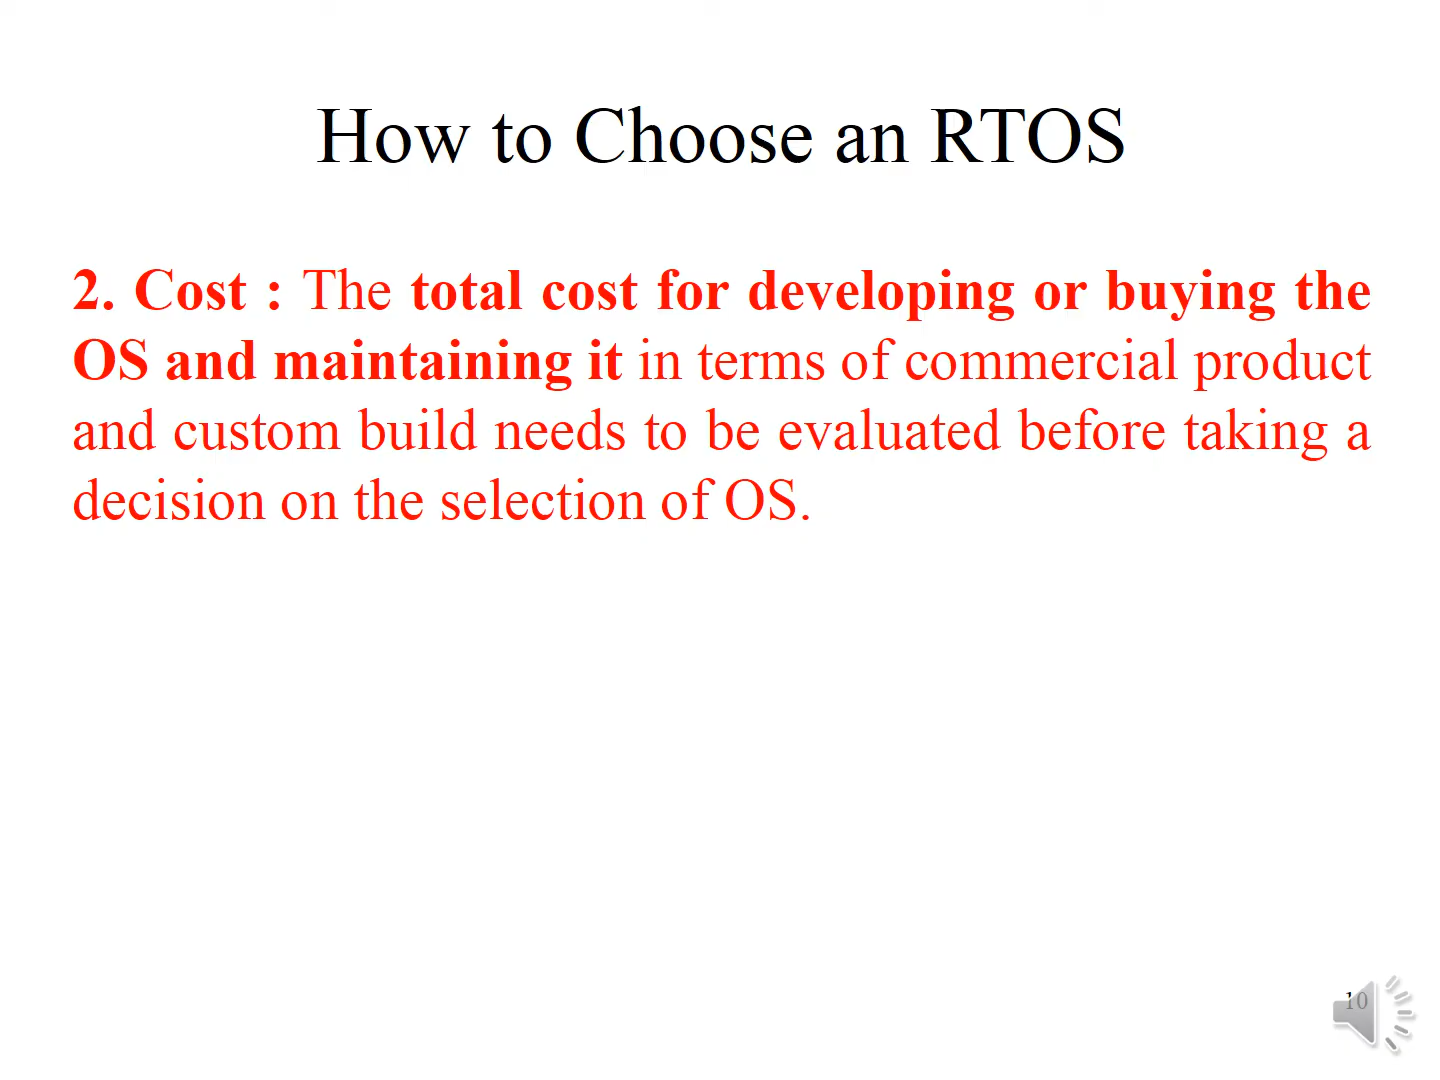 How to Choose an RTOS
2. Cost : The total cost for developing or buying the
OS and maintaining it in terms of commercial product
and custom build needs to be evaluated before taking a
decision on the selection of OS.
10